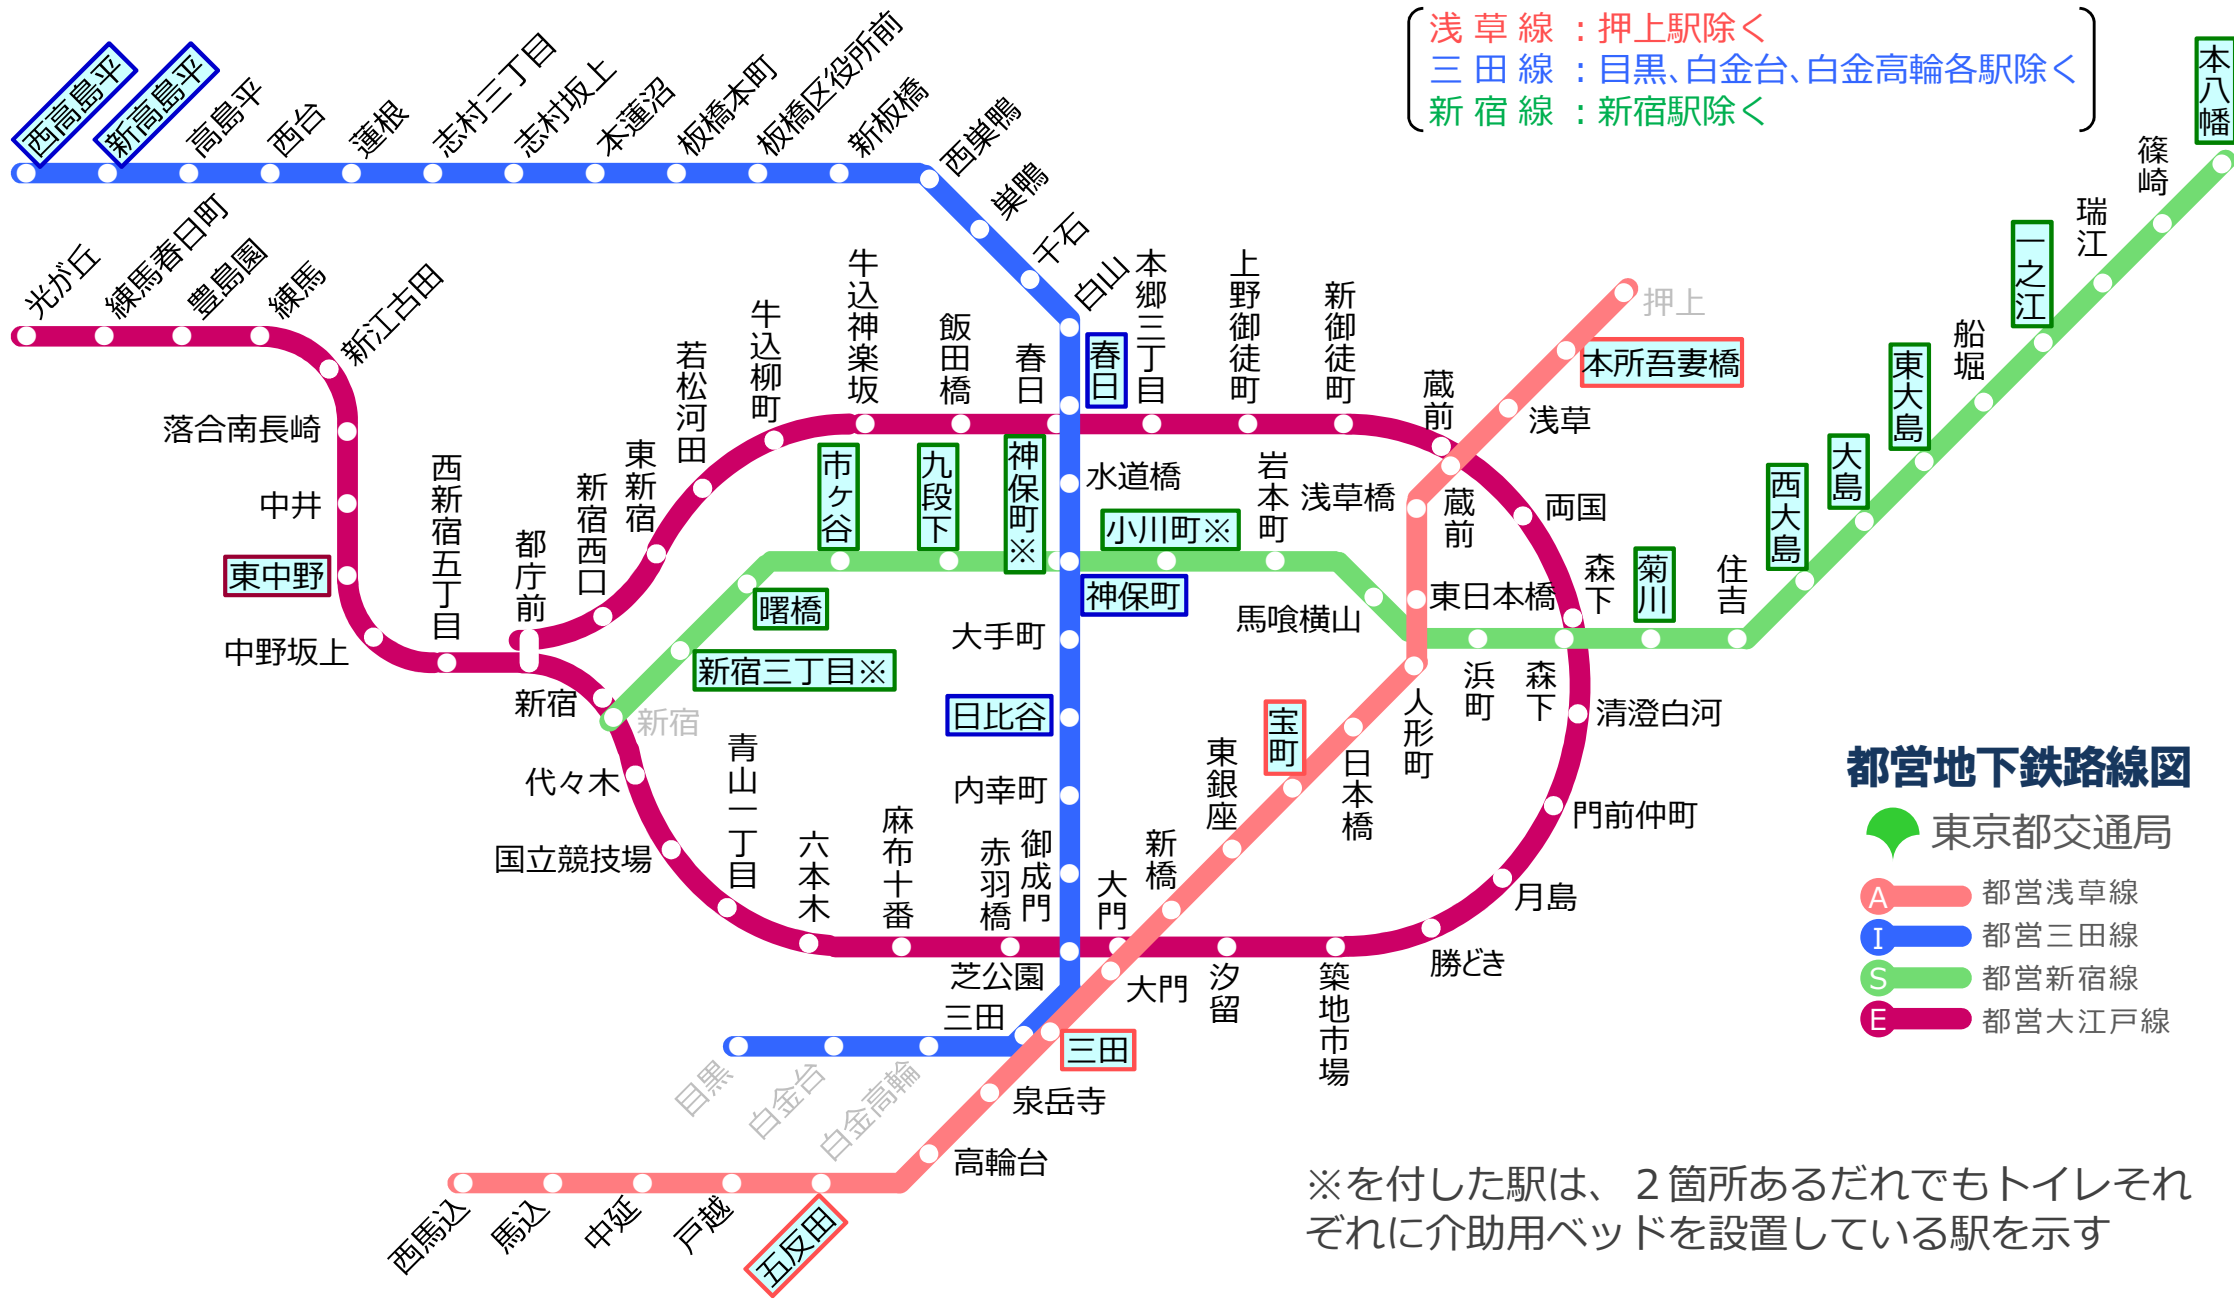 浅草線：押上駅除く
三田線：目黒、白金台、白金高輪各駅除く
新宿線：新宿駅除く
西高島平
新高島平
高島平
西台
蓮根
志村三丁目
志村坂上
本蓮沼
板橋本町
板橋区役所前
新板橋
西巣鴨
巣鴨
千石
白山
春日
水道橋
神保町
大手町
日比谷
内幸町
御成門
芝公園
三田
白金高輪
白金台
目黒
光が丘
練馬春日町
豊島園
練馬
新江古田
落合南長崎
中井
東中野
中野坂上
西新宿五丁目
都庁前
新宿西口
東新宿
若松河田
牛込柳町
牛込神楽坂
飯田橋
春日
本郷三丁目
上野御徒町
新御徒町
蔵前
両国
森下
清澄白河
門前仲町
月島
勝どき
築地市場
汐留
大門
赤羽橋
麻布十番
六本木
青山一丁目
国立競技場
代々木
新宿
新宿
新宿三丁目※
曙橋
市ヶ谷
九段下
神保町※
小川町※
岩本町
馬喰横山
浜町
森下
菊川
住吉
西大島
大島
東大島
船堀
一之江
瑞江
篠崎
本八幡
押上
本所吾妻橋
浅草
蔵前
浅草橋
東日本橋
人形町
日本橋
宝町
東銀座
新橋
大門
三田
泉岳寺
高輪台
五反田
戸越
中延
馬込
西馬込
都営地下鉄路線図
東京都交通局
A 都営浅草線
I 都営三田線
S 都営新宿線
E 都営大江戸線
※を付した駅は、２箇所あるだれでもトイレそれ
ぞれに介助用ベッドを設置している駅を示す